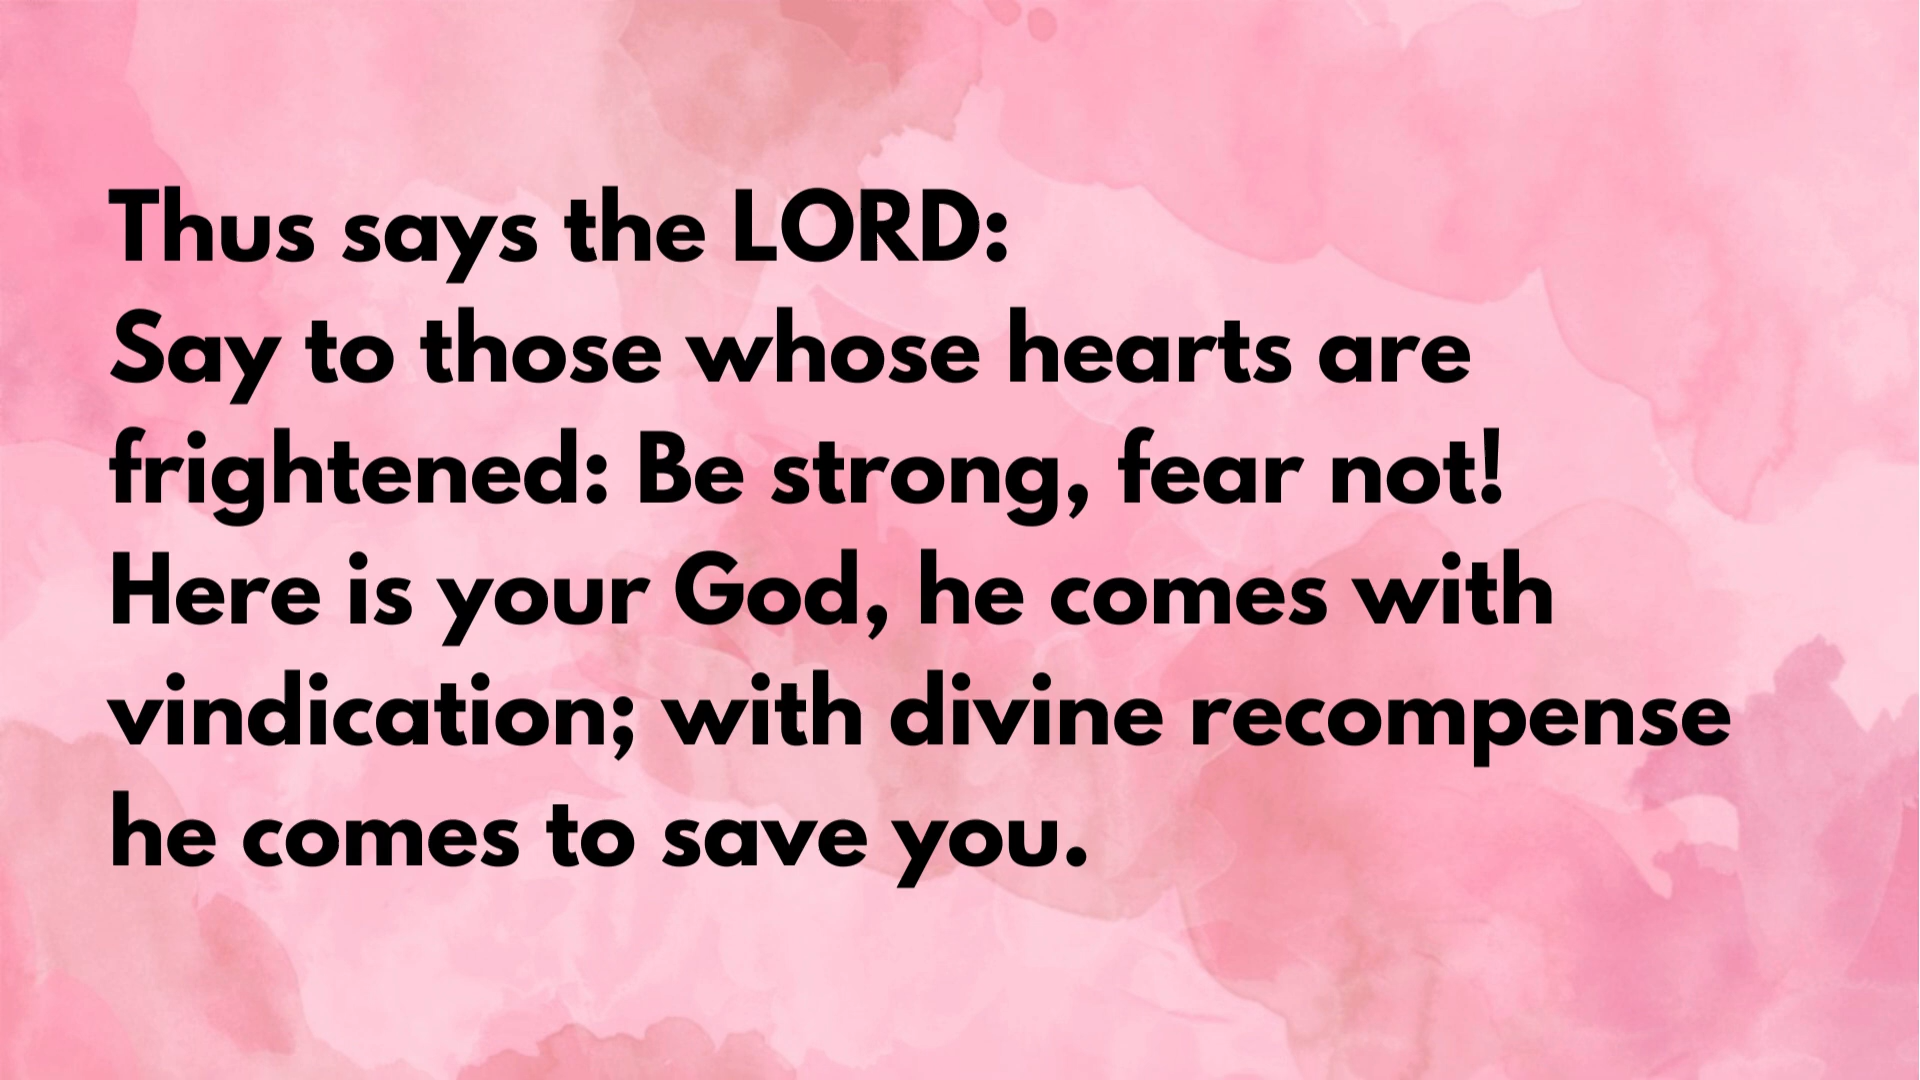 Thus says the LORD:
Say to those whose hearts are
frightened: Be strong, fear not!
Here is your God, he comes with
vindication; with divine recompense
he comes to save you.